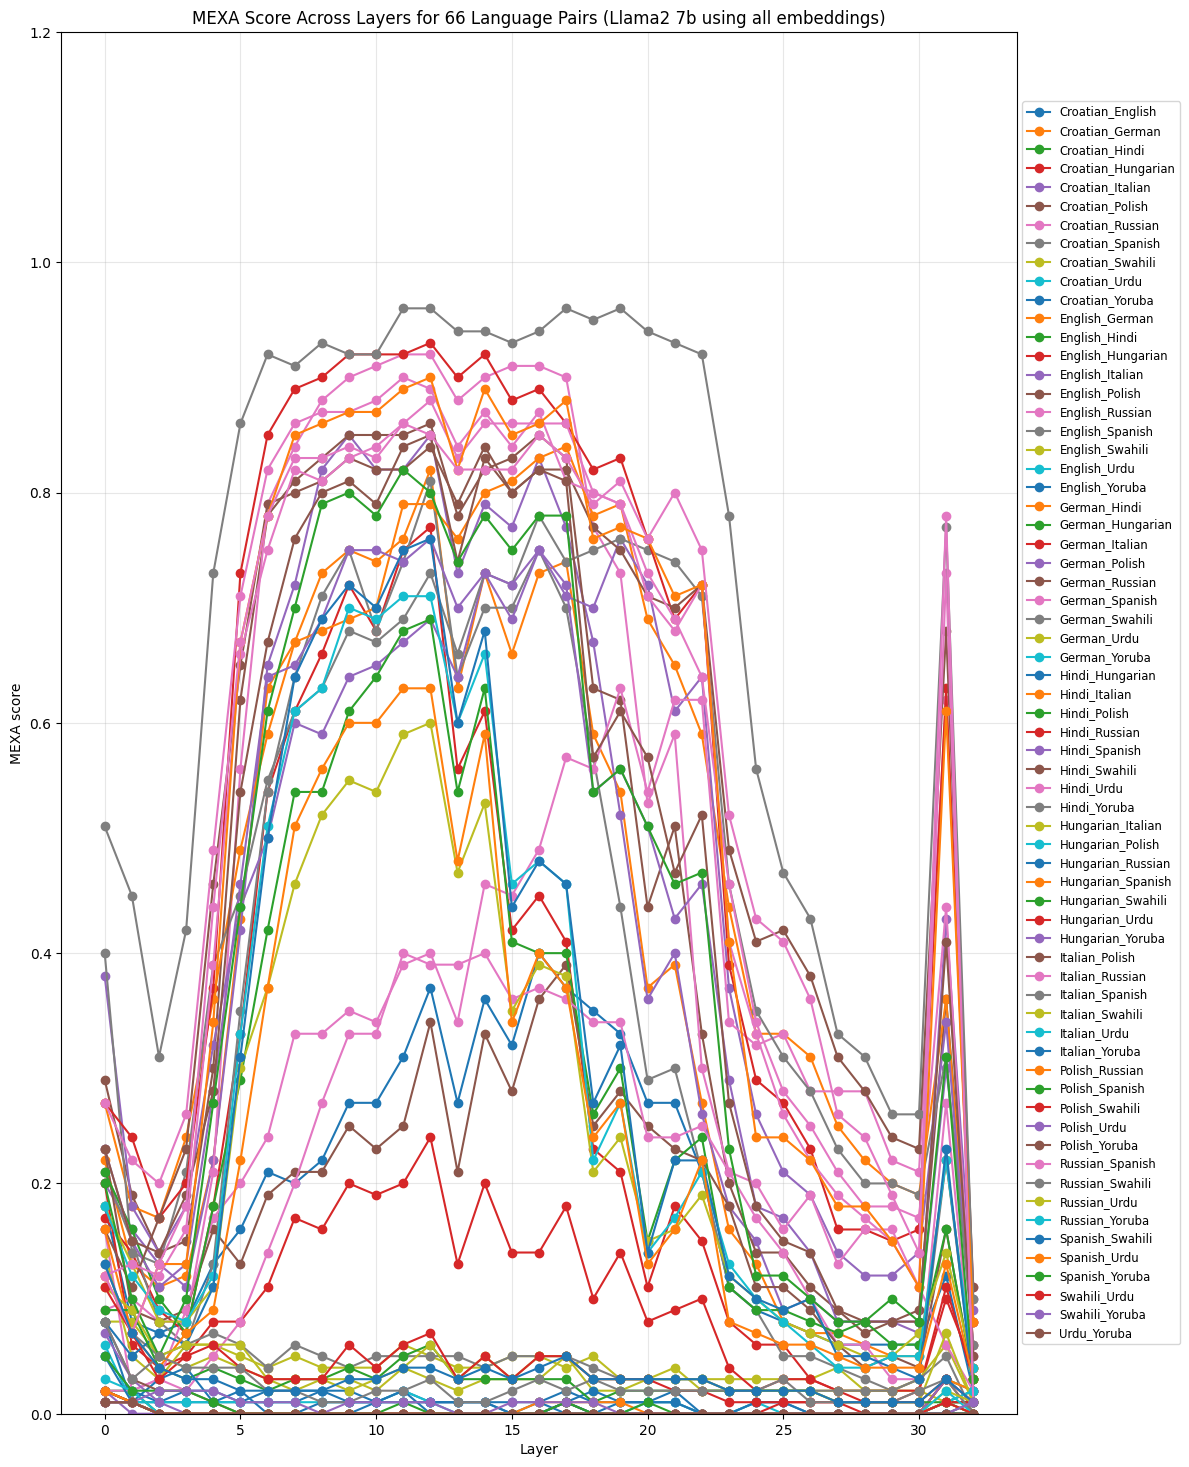 MEXA Score Across Layers for 66 Language Pairs (Llama2 7b using all embeddings)
1.2
1.0
0.8
0.6
0.4
0.2
0.0
MEXA score
0 5 10 15 20 25 30
Layer
Croatian_English
Croatian_German
Croatian_Hindi
Croatian_Hungarian
Croatian_Italian
Croatian_Polish
Croatian_Russian
Croatian_Spanish
Croatian_Swahili
Croatian_Urdu
Croatian_Yoruba
English_German
English_Hindi
English_Hungarian
English_Italian
English_Polish
English_Russian
English_Spanish
English_Swahili
English_Urdu
English_Yoruba
German_Hindi
German_Hungarian
German_Italian
German_Polish
German_Russian
German_Spanish
German_Swahili
German_Urdu
German_Yoruba
Hindi_Hungarian
Hindi_Italian
Hindi_Polish
Hindi_Russian
Hindi_Spanish
Hindi_Swahili
Hindi_Urdu
Hindi_Yoruba
Hungarian_Italian
Hungarian_Polish
Hungarian_Russian
Hungarian_Spanish
Hungarian_Swahili
Hungarian_Urdu
Hungarian_Yoruba
Italian_Polish
Italian_Russian
Italian_Spanish
Italian_Swahili
Italian_Urdu
Italian_Yoruba
Polish_Russian
Polish_Spanish
Polish_Swahili
Polish_Urdu
Polish_Yoruba
Russian_Spanish
Russian_Swahili
Russian_Urdu
Russian_Yoruba
Spanish_Swahili
Spanish_Urdu
Spanish_Yoruba
Swahili_Urdu
Swahili_Yoruba
Urdu_Yoruba